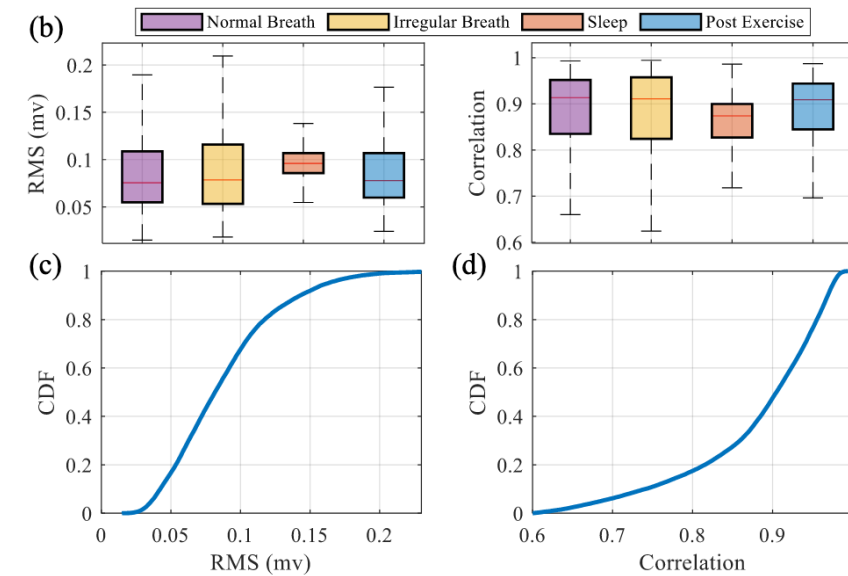 (b)
Normal Breath Irregular Breath Sleep Post Exercise
RMS (mv)
0.2
0.15
0.1
0.05
Correlation
1
0.9
0.8
0.7
0.6
(c)
CDF
1
0.8
0.6
0.4
0.2
0
0 0.05 0.1 0.15 0.2
RMS (mv)
(d)
CDF
1
0.8
0.6
0.4
0.2
0
0.6 0.7 0.8 0.9
Correlation